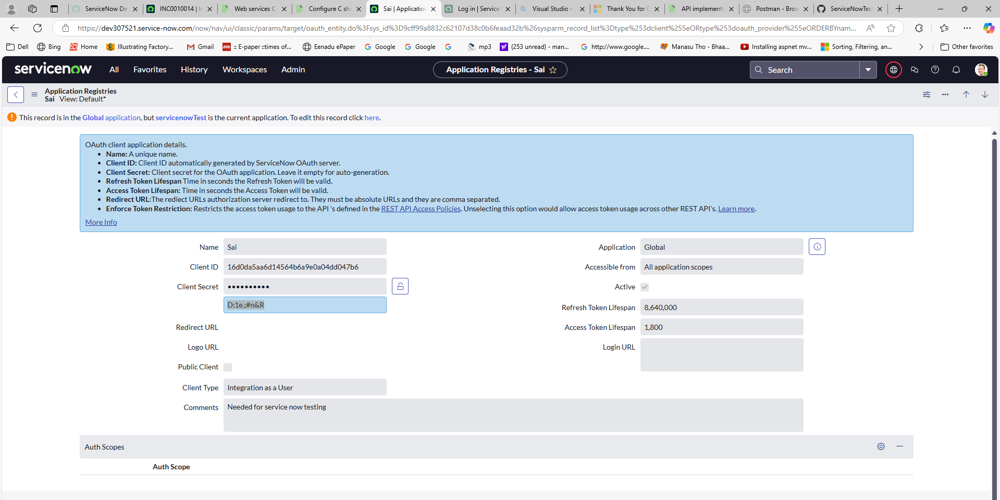 ServiceNow De
INC0010014 | In
Web services C
Configure C sha
Sai | Application
Log in | Servicel
Visual Studio -
Thank You for D
API implementa
Postman - Brow
ServiceNowTest
https://dev307521.service-now.com/now/nav/ui/classic/params/target/oauth_entity.do%3Fsys_id%3D9cff99a8832c62107d38c0b6feaad32b%26sysparm_record_list%3Dtype%253dclient%255eORtype%253doauth_provider%255eORDERBYnam...
Dell
Bing
Home
Illustrating Factory...
Gmail
:: E-paper ::times of...
Eenadu ePaper
Google
Google
mp3
(253 unread) - man...
http://www.google....
Manasu Tho - Bhaa...
Installing aspnet mv...
Sorting, Filtering, an...
Other favorites
servicenow
All
Favorites
History
Workspaces
Admin
Application Registries - Sai
Search
Application Registries
Sai View: Default*
This record is in the Global application, but servicenowTest is the current application. To edit this record click here.
OAuth client application details.
• Name: A unique name.
• Client ID: Client ID automatically generated by ServiceNow OAuth server.
• Client Secret: Client secret for the OAuth application. Leave it empty for auto-generation.
• Refresh Token Lifespan Time in seconds the Refresh Token will be valid.
• Access Token Lifespan: Time in seconds the Access Token will be valid.
• Redirect URL:The rediect URLs authorization server redirect to. They must be absolute URLs and they are comma separated.
• Enforce Token Restriction: Restricts the access token usage to the API 's defined in the REST API Access Policies. Unselecting this option would allow access token usage across other REST API's. Learn more.
More Info
Name Sai
Application Global
Client ID 16d0da5aa6d14564b6a9e0a04dd047b6
Accessible from All application scopes
Client Secret ••••••••••
Active
D:1e.;#n&R
Refresh Token Lifespan 8,640,000
Redirect URL
Access Token Lifespan 1,800
Logo URL
Login URL
Public Client
Client Type Integration as a User
Comments Needed for service now testing
Auth Scopes
Auth Scope